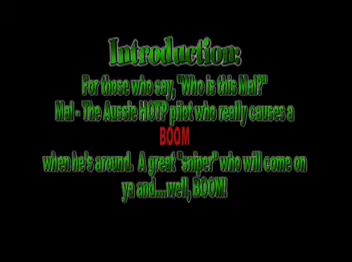 Introduction:
For those who say, "Who is this Mal?"
Mal - The Aussie HOTP pilot who really causes a
BOOM
when he's around. A great "sniper" who will come on
ya and....well, BOOM!